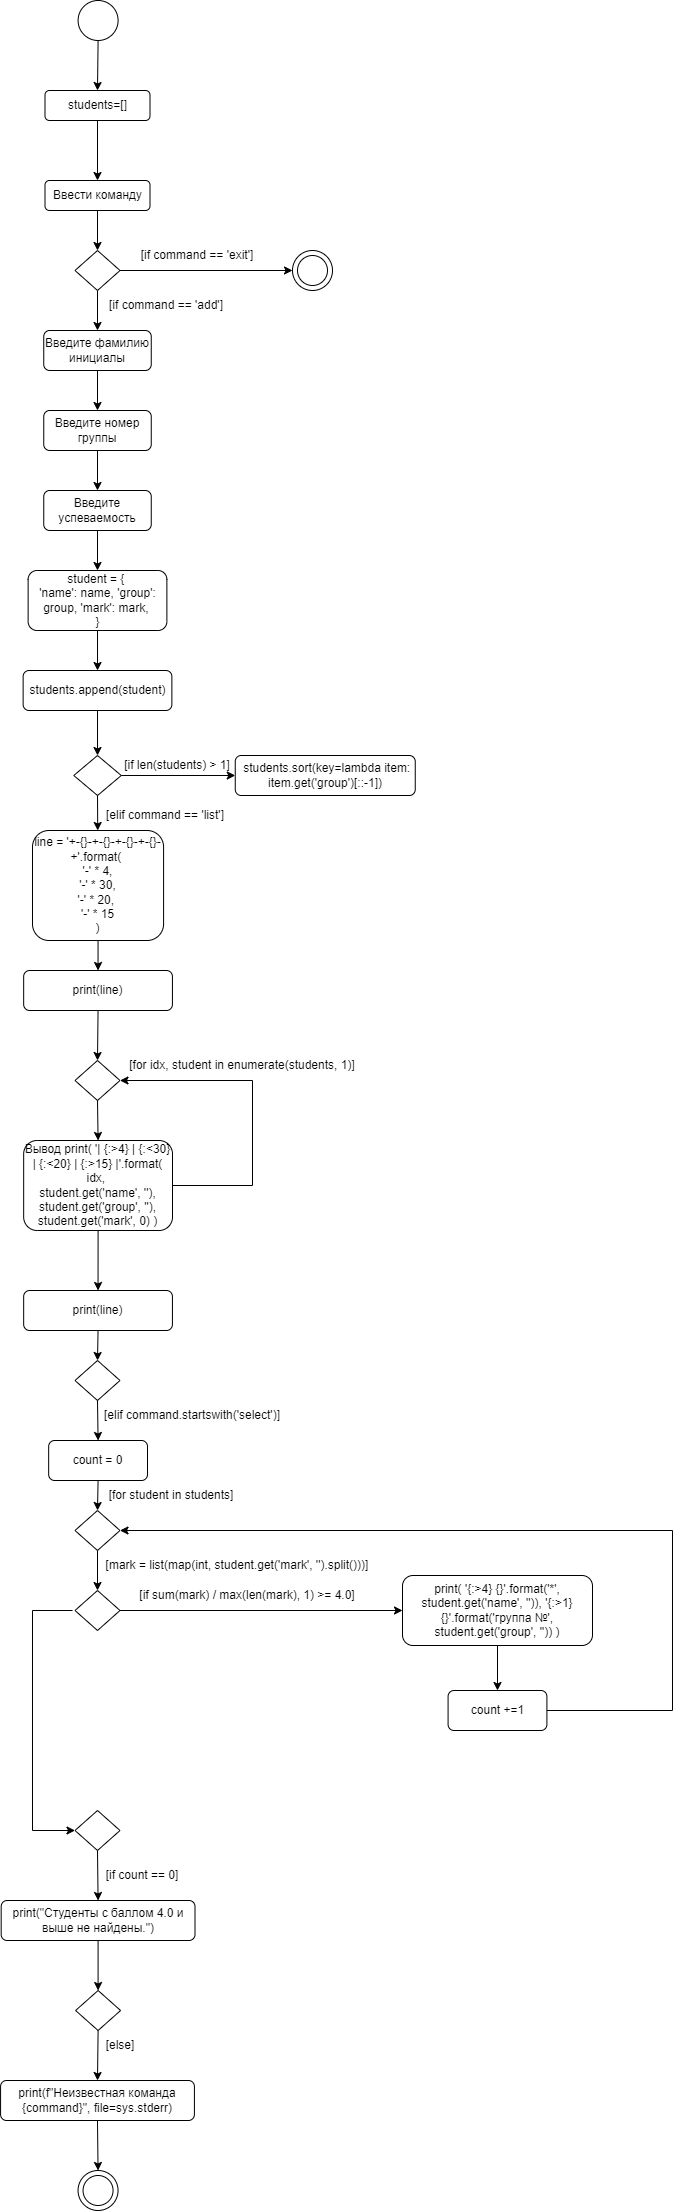 students=[]
Ввести команду
[if command == 'exit']
[if command == 'add']
Введите фамилию
инициалы
Введите номер
группы
Введите
успеваемость
student = {
'name': name, 'group':
group, 'mark': mark,
}
students.append(student)
[if len(students) > 1]
students.sort(key=lambda item:
item.get('group')[::-1])
[elif command == 'list']
line = '+-{}-+-{}-+-{}-+-{}-
+'.format(
'-' * 4,
'-' * 30,
'-' * 20,
'-' * 15
)
print(line)
[for idx, student in enumerate(students, 1)]
Вывод print( '| {:>4} | {:<30}
| {:<20} | {:>15} |'.format(
idx,
student.get('name', ''),
student.get('group', ''),
student.get('mark', 0) )
print(line)
[elif command.startswith('select')]
count = 0
[for student in students]
[mark = list(map(int, student.get('mark', '').split()))]
[if sum(mark) / max(len(mark), 1) >= 4.0]
print( '{:>4} {}'.format('*',
student.get('name', '')), '{:>1}
{}'.format('группа №',
student.get('group', '')) )
count +=1
[if count == 0]
print("Студенты с баллом 4.0 и
выше не найдены.")
[else]
print(f"Неизвестная команда
{command}", file=sys.stderr)